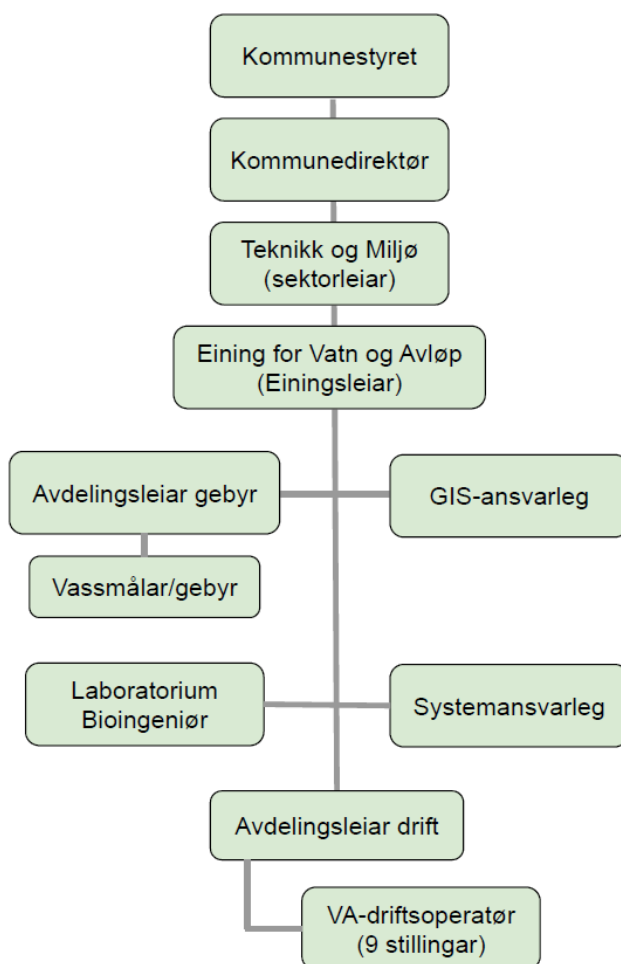 Kommunestyret
Kommunedirektør
Teknikk og Miljø
(sektorleiar)
Eining for Vatn og Avløp
(Einingsleiar)
Avdelingsleiar gebyr
GIS-ansvarleg
Vassmålar/gebyr
Laboratorium
Bioingeniør
Systemansvarleg
Avdelingsleiar drift
VA-driftsoperatør
(9 stillingar)